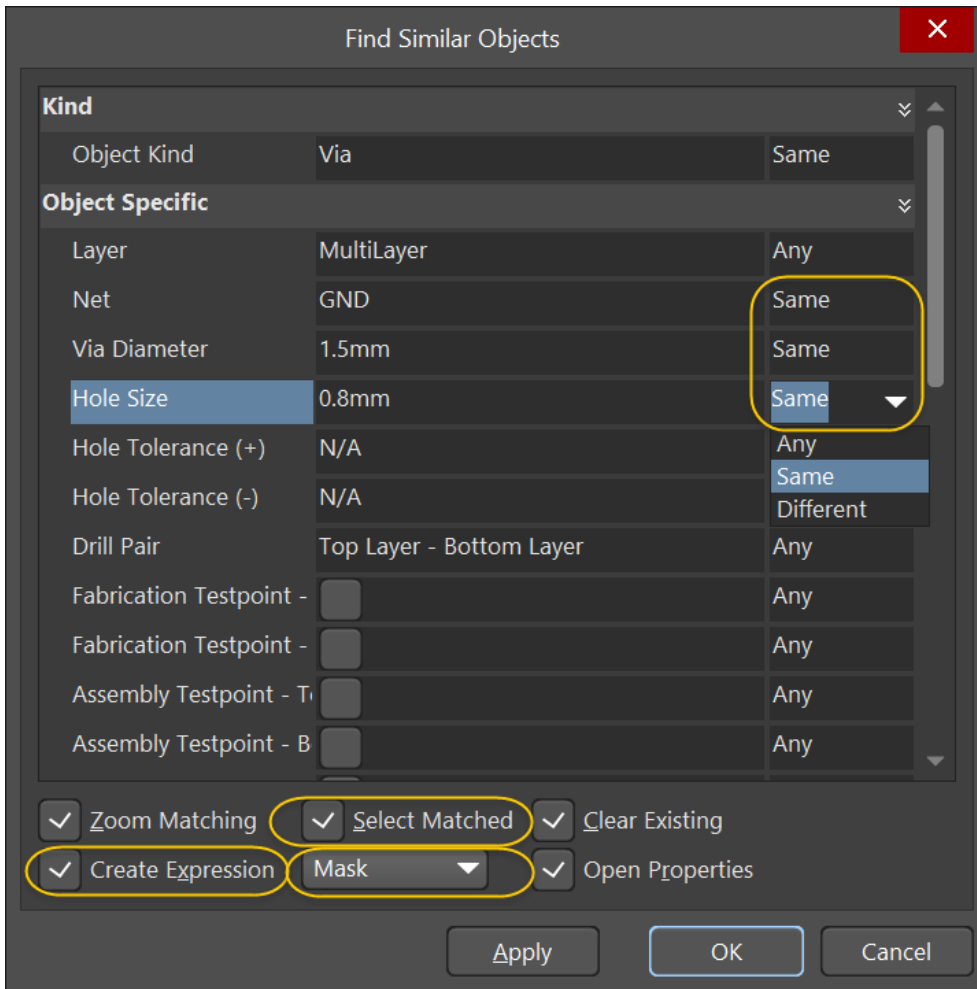 Find Similar Objects
Kind
Object Kind Via Same
Object Specific
Layer MultiLayer Any
Net GND Same
Via Diameter 1.5mm Same
Hole Size 0.8mm Same
Hole Tolerance (+) N/A Any
Same
Hole Tolerance (-) N/A Different
Drill Pair Top Layer - Bottom Layer Any
Fabrication Testpoint - Any
Fabrication Testpoint - Any
Assembly Testpoint - T Any
Assembly Testpoint - B Any
Zoom Matching Select Matched Clear Existing
Create Expression Mask Open Properties
Apply OK Cancel